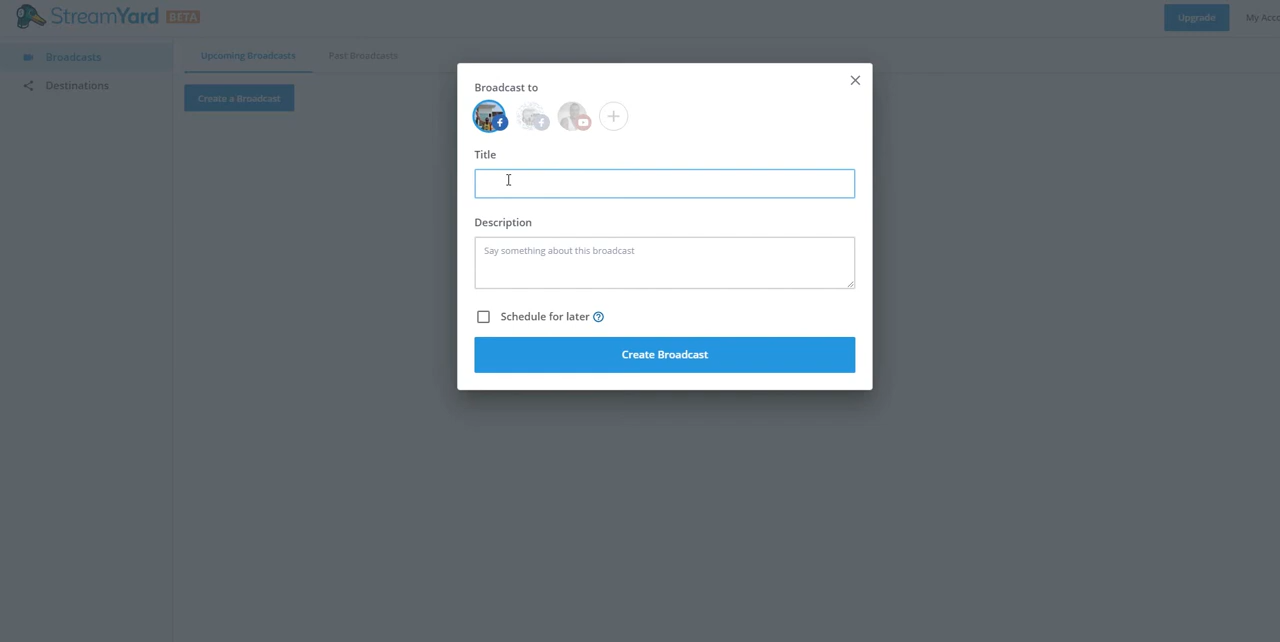 StreamYard BETA
Upgrade
My Acco
Broadcasts
Destinations
Upcoming Broadcasts
Past Broadcasts
Create a Broadcast
Broadcast to
Title
Description
Say something about this broadcast
Schedule for later
Create Broadcast